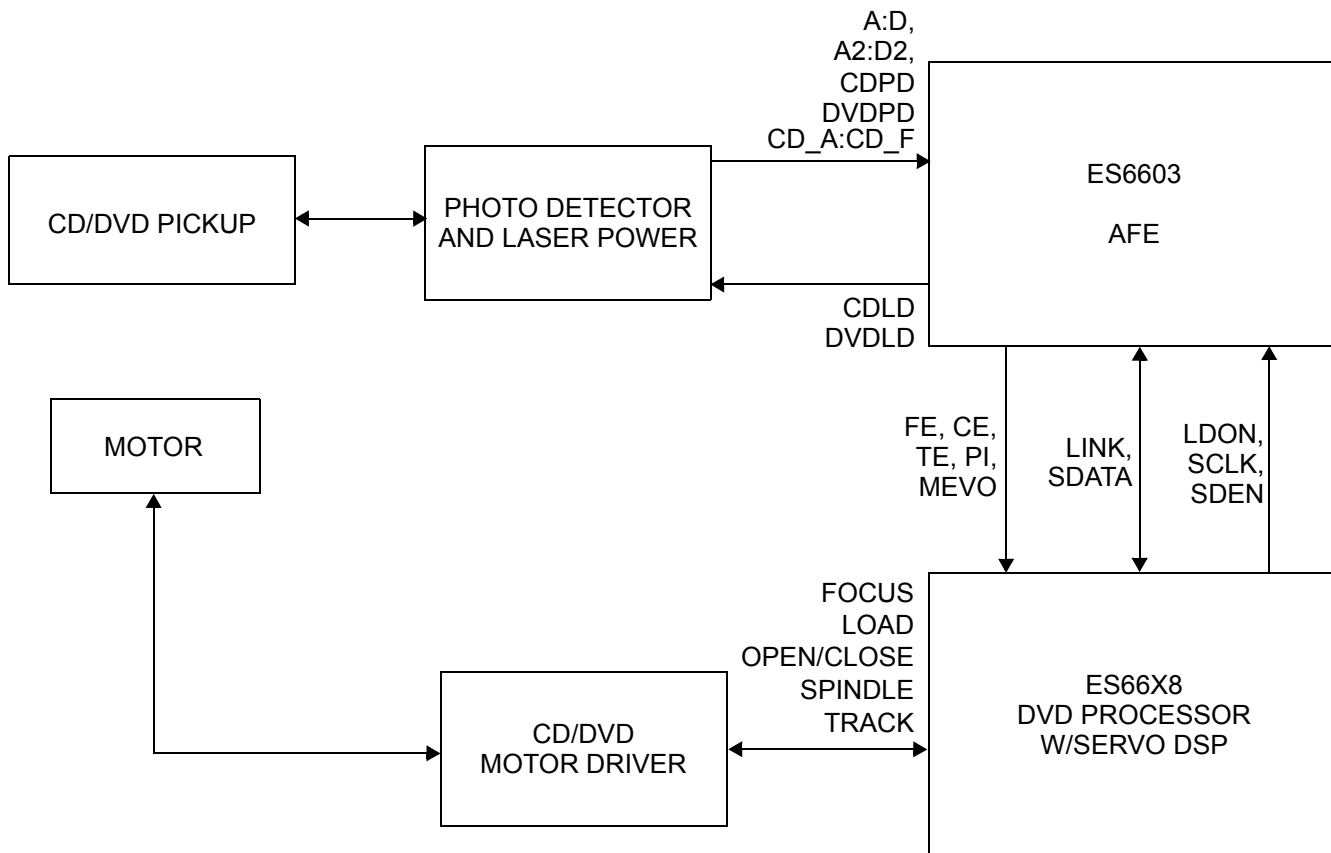 A:D,
A2:D2,
CDPD
DVDPD
CD_A:CD_F
CD/DVD PICKUP
PHOTO DETECTOR
AND LASER POWER
ES6603
AFE
CDLD
DVDLD
MOTOR
FE, CE,
TE, PI,
MEVO
LINK,
SDATA
LDON,
SCLK,
SDEN
FOCUS
LOAD
OPEN/CLOSE
SPINDLE
TRACK
CD/DVD
MOTOR DRIVER
ES66X8
DVD PROCESSOR
W/SERVO DSP